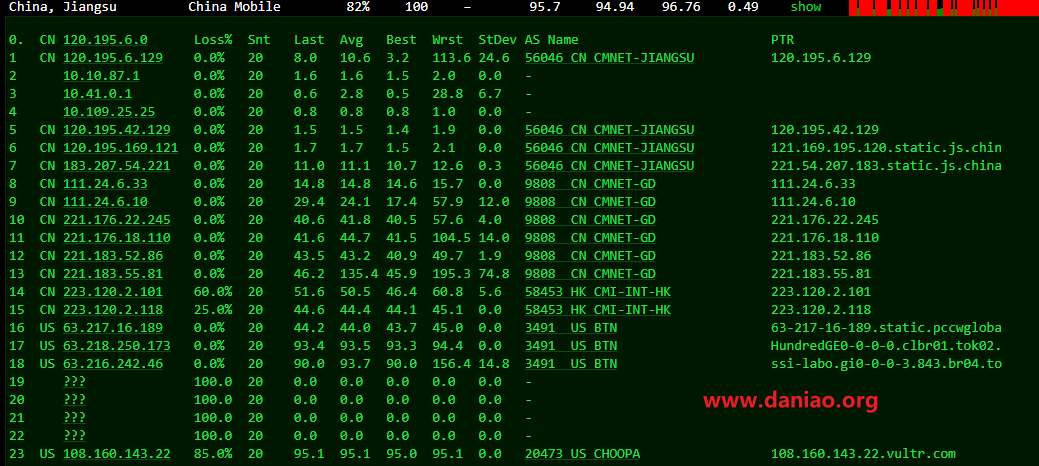 China, Jiangsu China Mobile 82% 100 – 95.7 94.94 96.76 0.49 show
0. CN 120.195.6.0 Loss% Snt Last Avg Best Wrst StDev AS Name PTR
1 CN 120.195.6.129 0.0% 20 8.0 10.6 3.2 113.6 24.6 56046 CN CMNET-JIANGSU 120.195.6.129
2 10.10.87.1 0.0% 20 1.6 1.6 1.5 2.0 0.0 -
3 10.41.0.1 0.0% 20 0.6 2.8 0.5 28.8 6.7 -
4 10.109.25.25 0.0% 20 0.8 0.8 0.8 1.0 0.0 -
5 CN 120.195.42.129 0.0% 20 1.5 1.5 1.4 1.9 0.0 56046 CN CMNET-JIANGSU 120.195.42.129
6 CN 120.195.169.121 0.0% 20 1.7 1.7 1.5 2.1 0.0 56046 CN CMNET-JIANGSU 121.169.195.120.static.js.chin
7 CN 183.207.54.221 0.0% 20 11.0 11.1 10.7 12.6 0.3 56046 CN CMNET-JIANGSU 221.54.207.183.static.js.china
8 CN 111.24.6.33 0.0% 20 14.8 14.8 14.6 15.7 0.0 9808 CN CMNET-GD 111.24.6.33
9 CN 111.24.6.10 0.0% 20 29.4 24.1 17.4 57.9 12.0 9808 CN CMNET-GD 111.24.6.10
10 CN 221.176.22.245 0.0% 20 40.6 41.8 40.5 57.6 4.0 9808 CN CMNET-GD 221.176.22.245
11 CN 221.176.18.110 0.0% 20 41.6 44.7 41.5 104.5 14.0 9808 CN CMNET-GD 221.176.18.110
12 CN 221.183.52.86 0.0% 20 43.5 43.2 40.9 49.7 1.9 9808 CN CMNET-GD 221.183.52.86
13 CN 221.183.55.81 0.0% 20 46.2 135.4 45.9 195.3 74.8 9808 CN CMNET-GD 221.183.55.81
14 CN 223.120.2.101 60.0% 20 51.6 50.5 46.4 60.8 5.6 58453 HK CMI-INT-HK 223.120.2.101
15 CN 223.120.2.118 25.0% 20 44.6 44.4 44.1 45.1 0.0 58453 HK CMI-INT-HK 223.120.2.118
16 US 63.217.16.189 0.0% 20 44.2 44.0 43.7 45.0 0.0 3491 US BTN 63-217-16-189.static.pccwgloba
17 US 63.218.250.173 0.0% 20 93.4 93.5 93.3 94.4 0.0 3491 US BTN HundredGE0-0-0-0.clbr01.tok02.
18 US 63.216.242.46 0.0% 20 90.0 93.7 90.0 156.4 14.8 3491 US BTN ssi-labo.gi0-0-0-3.843.br04.to
19 ??? 100.0 20 0.0 0.0 0.0 0.0 0.0 -
20 ??? 100.0 20 0.0 0.0 0.0 0.0 0.0 -
21 ??? 100.0 20 0.0 0.0 0.0 0.0 0.0 -
22 ??? 100.0 20 0.0 0.0 0.0 0.0 0.0 -
www.daniao.org
23 US 108.160.143.22 85.0% 20 95.1 95.1 95.0 95.1 0.0 20473 US CHOOPA 108.160.143.22.vultr.com